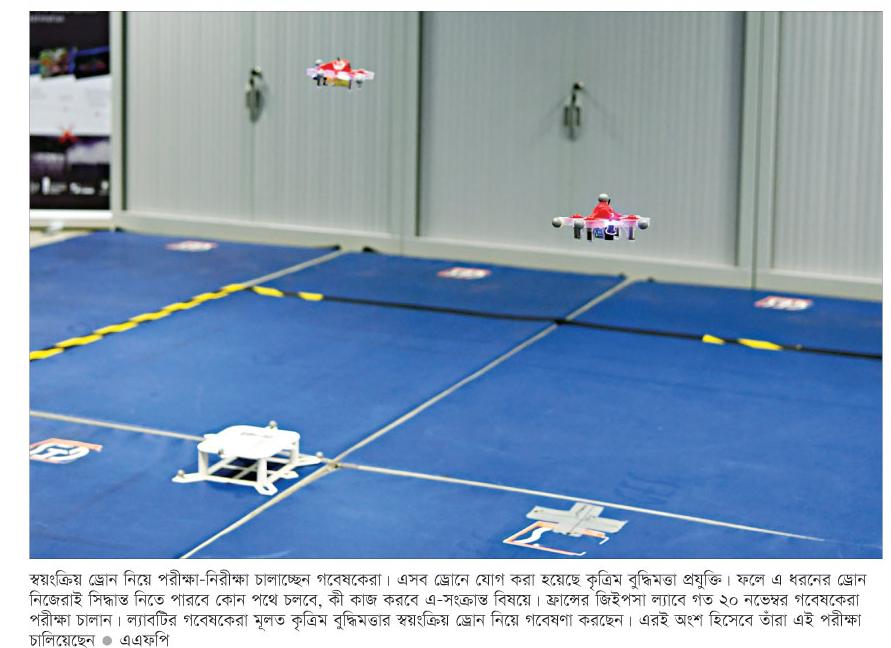 স্বয়ংক্রিয় ড্রোন নিয়ে পরীক্ষা-নিরীক্ষা চালাচ্ছেন গবেষকেরা। এসব ড্রোনে যোগ করা হয়েছে কৃত্রিম বুদ্ধিমত্তা প্রযুক্তি। ফলে এ ধরনের ড্রোন
নিজেরাই সিদ্ধান্ত নিতে পারবে কোন পথে চলবে, কী কাজ করবে এ-সংক্রান্ত বিষয়ে। ফ্রান্সের জিইপসা ল্যাবে গত ২০ নভেম্বর গবেষকেরা
পরীক্ষা চালান। ল্যাবটির গবেষকেরা মূলত কৃত্রিম বুদ্ধিমত্তার স্বয়ংক্রিয় ড্রোন নিয়ে গবেষণা করছেন। এরই অংশ হিসেবে তাঁরা এই পরীক্ষা
চালিয়েছেন ● এএফপি